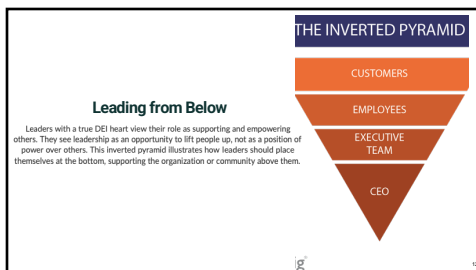 Leading from Below
Leaders with a true DEI heart view their role as supporting and empowering
others. They see leadership as an opportunity to lift people up, not as a position of
power over others. This inverted pyramid illustrates how leaders should place
themselves at the bottom, supporting the organization or community above them.
THE INVERTED PYRAMID
CUSTOMERS
EMPLOYEES
EXECUTIVE
TEAM
CEO